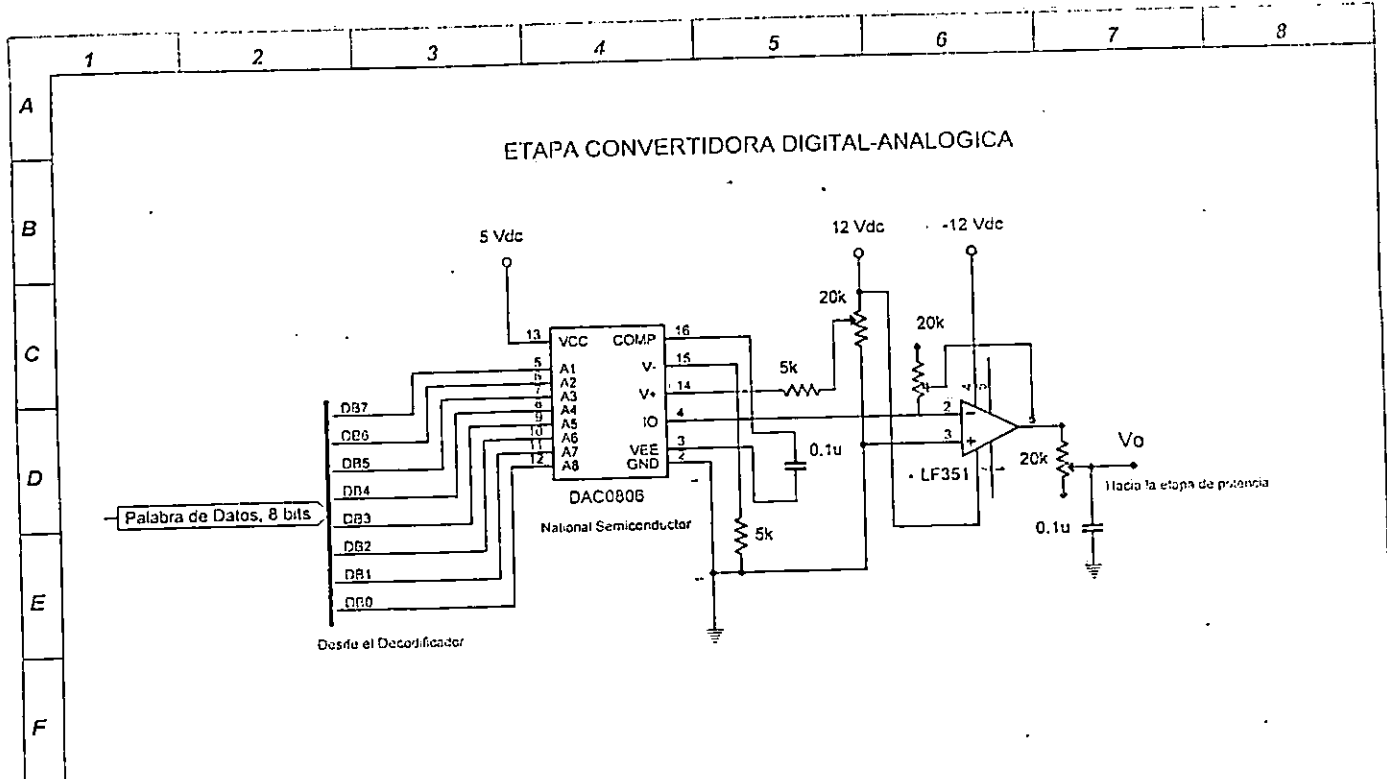 1 2 3 4 5 6 7 8
A
ETAPA CONVERTIDORA DIGITAL-ANALOGICA
B
5 Vdc
12 Vdc
-12 Vdc
20k
20k
C
13
VCC
COMP
16
5
A1
V-
15
6
A2
7
A3
V+
14
5k
8
A4
9
A5
IO
4
10
A6
11
A7
VEE
3
12
A8
GND
2
DB7
DB6
DB5
DB4
DB3
DB2
DB1
DB0
D
Palabra de Datos, 8 bits
DAC0806
National Semiconductor
0.1u
5k
2
-
3
+
4
5
LF351
20k
Vo
Hacia la etapa de potencia
0.1u
E
Desde el Decodificador
F